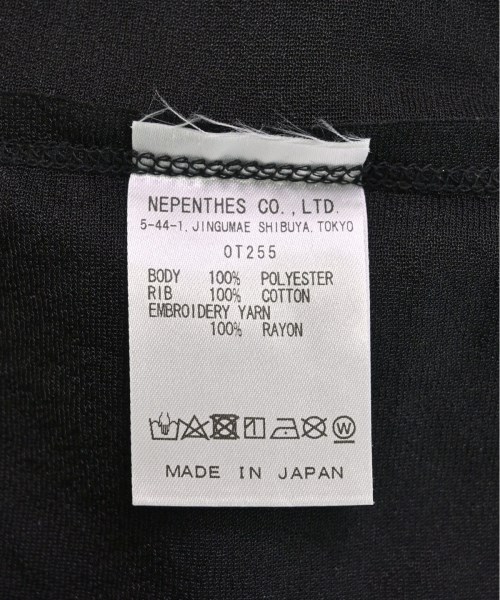 NEPENTHES CO.,LTD.
5-44-1, JINGUMAE SHIBUYA, TOKYO
OT255
BODY 100% POLYESTER
RIB 100% COTTON
EMBROIDERY YARN
100% RAYON
W
MADE IN JAPAN